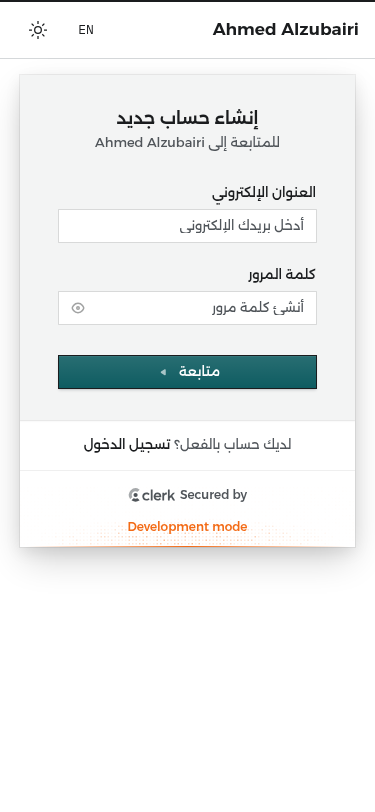 Ahmed Alzubairi
EN
إنشاء حساب جديد
للمتابعة إلى Ahmed Alzubairi
العنوان الإلكتروني
أدخل بريدك الإلكتروني
كلمة المرور
أنشئ كلمة مرور
متابعة
لديك حساب بالفعل؟ تسجيل الدخول
Secured by clerk
Development mode